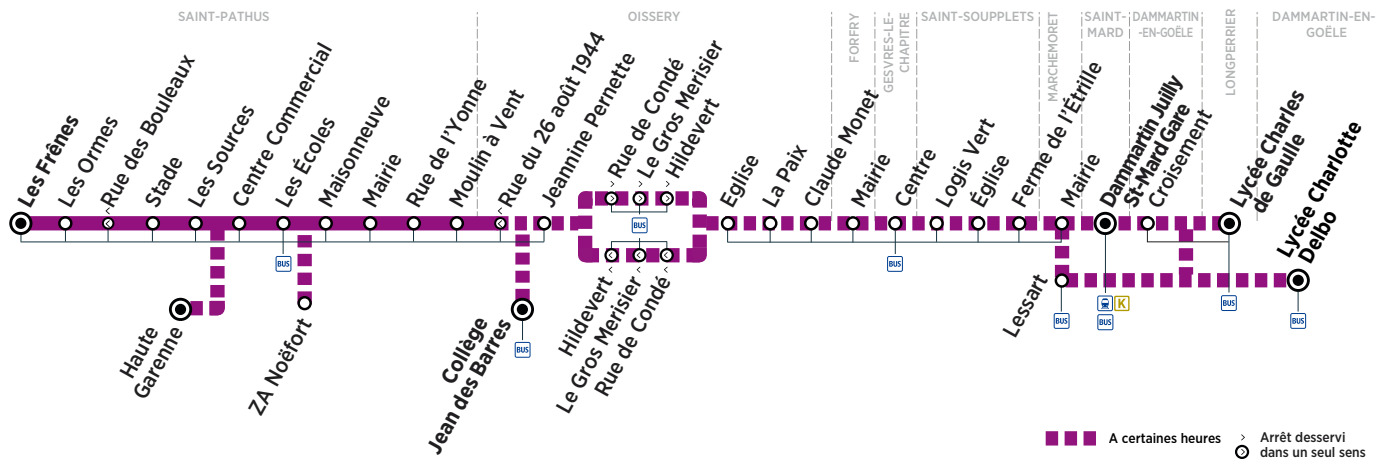 SAINT-PATHUS
OISSERY
FORFRY
GESVRES-LE-
CHAPITRE
SAINT-SOUPPLETS
MARCHEMORET
SAINT-
MARD
DAMMARTIN
-EN-GOËLE
LONGPERRIER
DAMMARTIN-EN-
GOËLE
Les Frênes
Les Ormes
Rue des Bouleaux
Stade
Les Sources
Centre Commercial
Les Écoles
Maisonneuve
Mairie
Rue de l'Yonne
Moulin à Vent
Rue du 26 août 1944
Jeannine Pernette
Rue de Condé
Le Gros Merisier
Hildevert
Eglise
La Paix
Claude Monet
Mairie
Centre
Logis Vert
Église
Ferme de l'Étrille
Mairie
Dammartin Juilly
St-Mard Gare
Croisement
Lycée Charles
de Gaulle
Lycée Charlotte
Delbo
BUS
BUS
BUS
Haute
Garenne
ZA Noëfort
Collège
Jean des Barres
BUS
Hildevert
Le Gros Merisier
Rue de Condé
Lessart
BUS
K
BUS
BUS
BUS
A certaines heures
Arrêt desservi
dans un seul sens